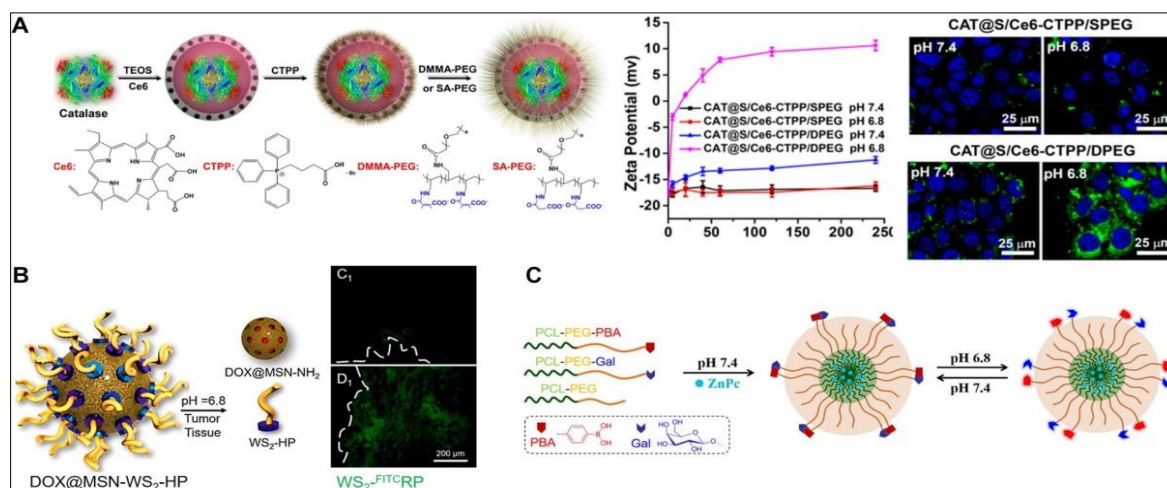 A
Catalase
TEOS
Ce6
CTPP
DMMA-PEG
or SA-PEG
Ce6:
CTPP:
DMMA-PEG:
SA-PEG:
Zeta Potential (mv)
10
5
0
-5
-10
-15
-20
0 50 100 150 200 250
CAT@S/Ce6-CTPP/SPEG pH 7.4
CAT@S/Ce6-CTPP/SPEG pH 6.8
CAT@S/Ce6-CTPP/DPEG pH 7.4
CAT@S/Ce6-CTPP/DPEG pH 6.8
CAT@S/Ce6-CTPP/SPEG
pH 7.4
pH 6.8
25 μm
25 μm
CAT@S/Ce6-CTPP/DPEG
pH 7.4
pH 6.8
25 μm
25 μm
B
DOX@MSN-WS₂-HP
pH =6.8
Tumor
Tissue
DOX@MSN-NH₂
WS₂-HP
C₁
D₁
200 μm
WS₂-ᶠᴵᵀᶜRP
C
PCL-PEG-PBA
PCL-PEG-Gal
PCL-PEG
PBA
Gal
pH 7.4
ZnPc
pH 6.8
pH 7.4